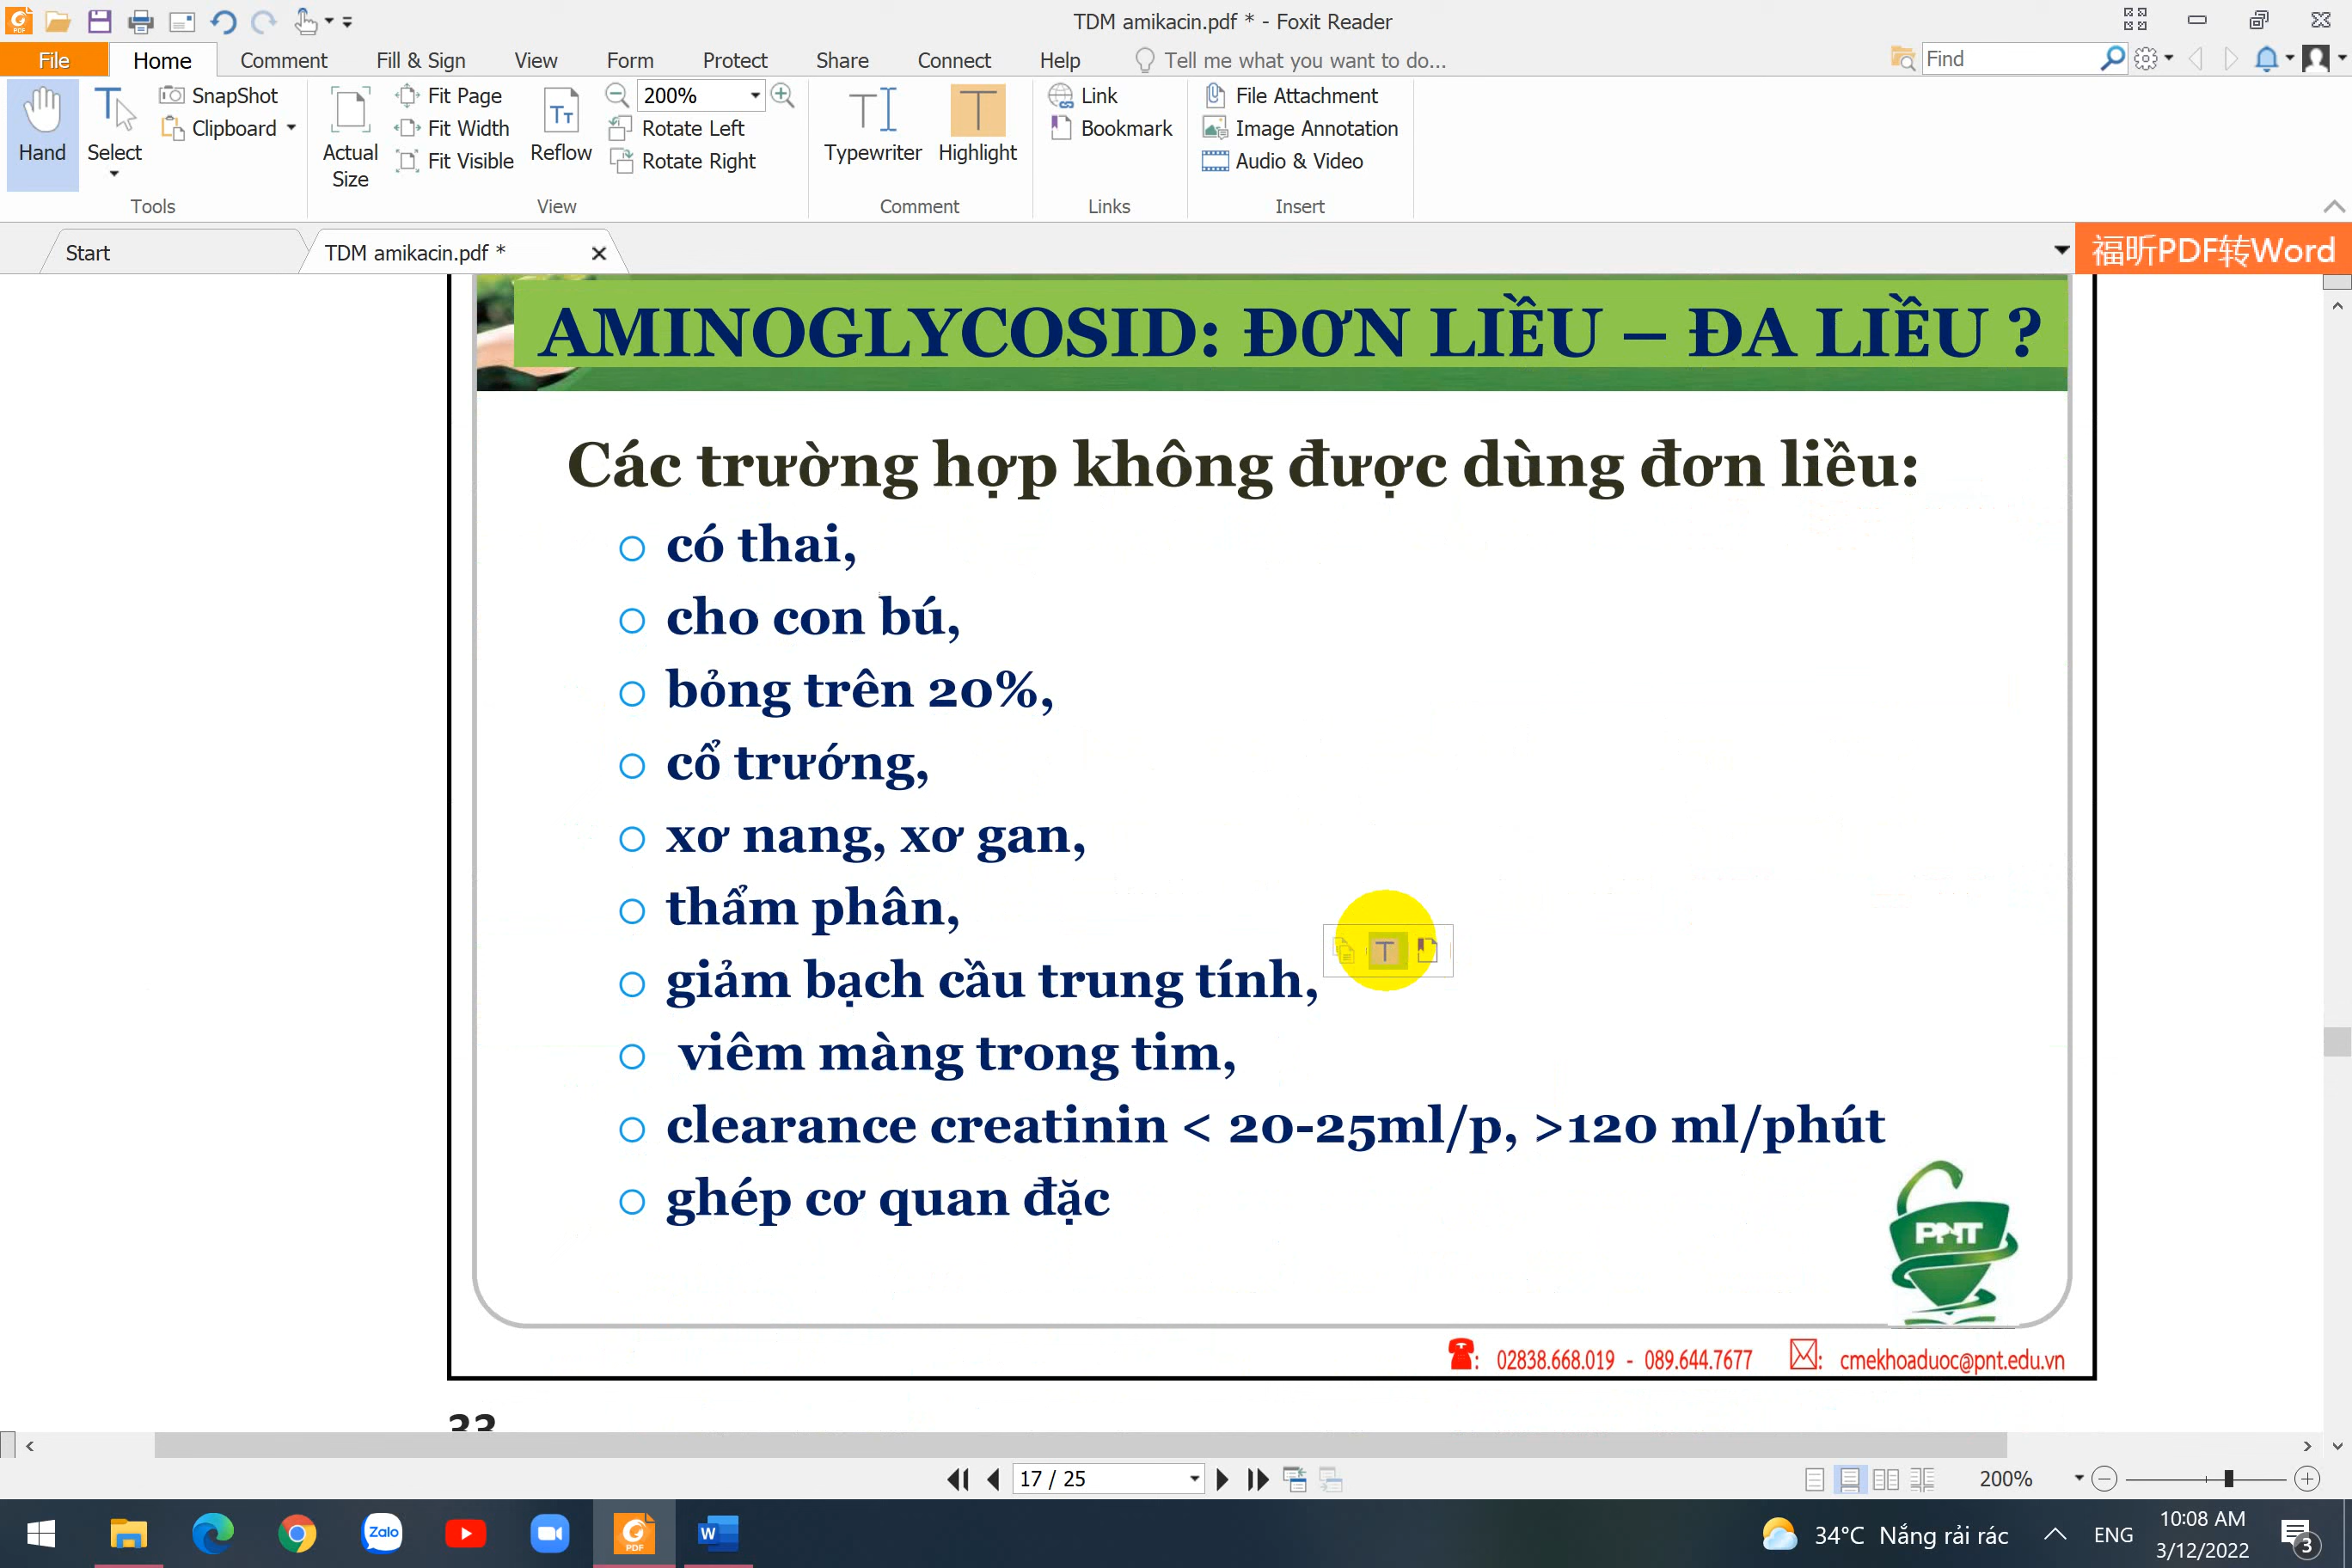 TDM amikacin.pdf * - Foxit Reader
File Home Comment Fill & Sign View Form Protect Share Connect Help Tell me what you want to do... Find
Hand
Select
SnapShot
Clipboard
Tools
Actual Size
Fit Page
Fit Width
Fit Visible
Reflow
200%
Rotate Left
Rotate Right
View
Typewriter
Highlight
Comment
Link
Bookmark
Links
File Attachment
Image Annotation
Audio & Video
Insert
Start
TDM amikacin.pdf *
福昕PDF转Word
AMINOGLYCOSID: ĐƠN LIỀU – ĐA LIỀU ?
Các trường hợp không được dùng đơn liều:
có thai,
cho con bú,
bỏng trên 20%,
cổ trướng,
xơ nang, xơ gan,
thẩm phân,
giảm bạch cầu trung tính,
viêm màng trong tim,
clearance creatinin < 20-25ml/p, >120 ml/phút
ghép cơ quan đặc
PNT
: 02838.668.019 - 089.644.7677 : cmekhoaduoc@pnt.edu.vn
33
17 / 25
200%
Zalo
34°C Nắng rải rác
ENG
10:08 AM
3/12/2022
3